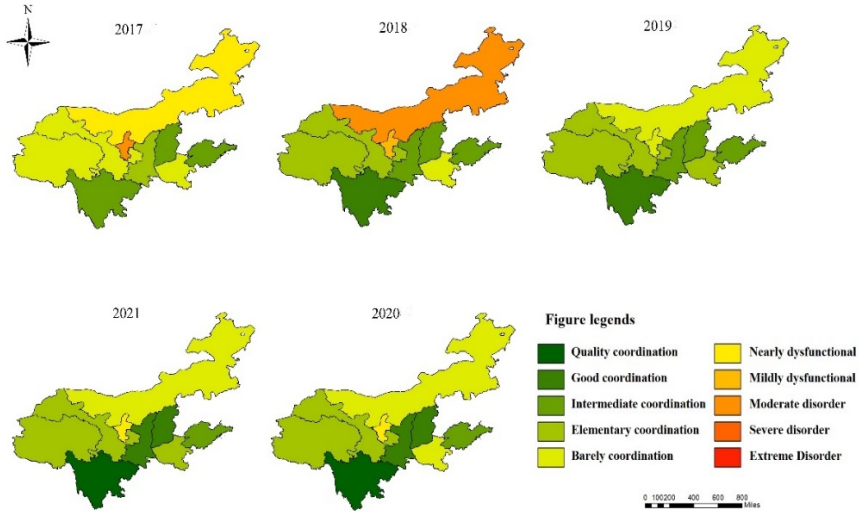 N
2017
2018
2019
2021
2020
Figure legends
Quality coordination
Good coordination
Intermediate coordination
Elementary coordination
Barely coordination
Nearly dysfunctional
Mildly dysfunctional
Moderate disorder
Severe disorder
Extreme Disorder
0 100200 400 600 800
Miles